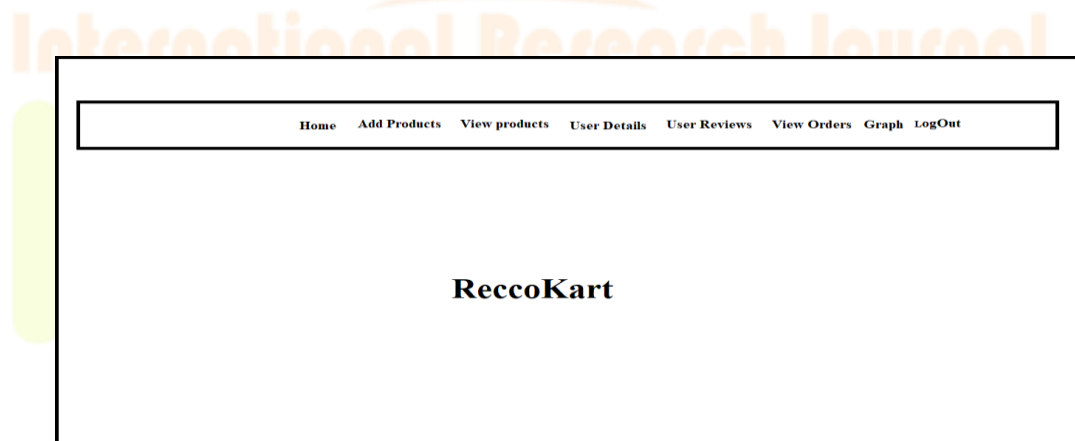 International Research Journal
Home Add Products View products User Details User Reviews View Orders Graph LogOut
ReccoKart